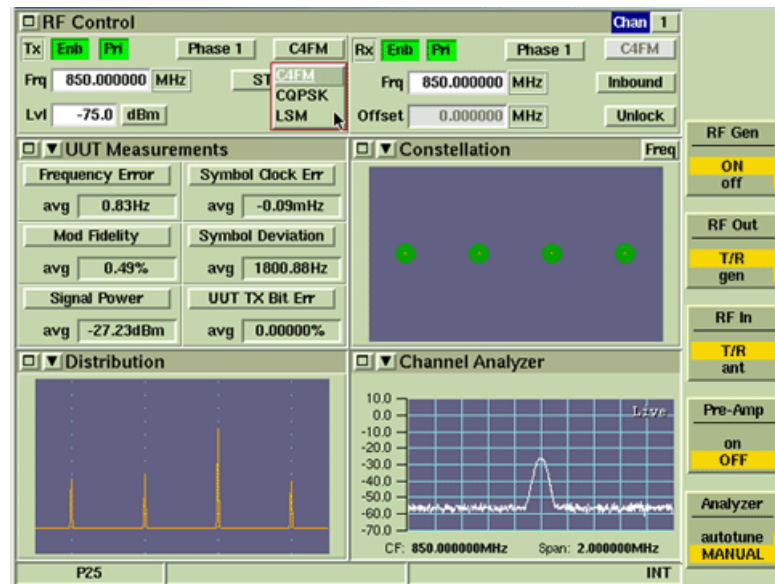 RF Control
Chan 1
Tx Enb Pri Phase 1 C4FM
Frq 850.000000 MHz ST
C4FM
CQPSK
LSM
Lvl -75.0 dBm
Rx Enb Pri Phase 1 C4FM
Frq 850.000000 MHz Inbound
Offset 0.000000 MHz Unlock
UUT Measurements
Frequency Error Symbol Clock Err
avg 0.83Hz avg -0.09mHz
Mod Fidelity Symbol Deviation
avg 0.49% avg 1800.88Hz
Signal Power UUT TX Bit Err
avg -27.23dBm avg 0.00000%
Constellation Freq
Distribution
Channel Analyzer
Live
10.0
0.0
-10.0
-20.0
-30.0
-40.0
-50.0
-60.0
-70.0
CF: 850.000000MHz Span: 2.000000MHz
P25 INT
RF Gen
ON
off
RF Out
T/R
gen
RF In
T/R
ant
Pre-Amp
on
OFF
Analyzer
autotune
MANUAL